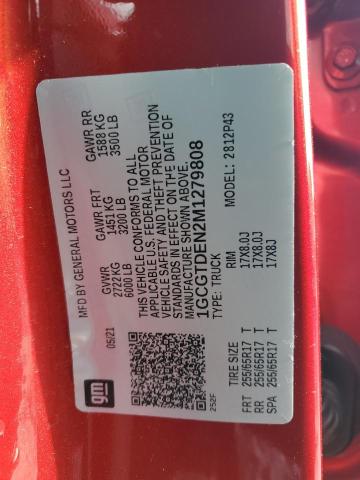 MFD BY GENERAL MOTORS LLC
gm
05/21
GVWR
2722 KG
6000 LB
GAWR FRT
1451 KG
3200 LB
GAWR RR
1588 KG
3500 LB
THIS VEHICLE CONFORMS TO ALL
APPLICABLE U.S. FEDERAL MOTOR
VEHICLE SAFETY AND THEFT PREVENTION
STANDARDS IN EFFECT ON THE DATE OF
MANUFACTURE SHOWN ABOVE.
1GCGTDEN2M1279808
TYPE: TRUCK
MODEL: 2812P43
252F
TIRE SIZE RIM
FRT 255/65R17 T 17X8.0J
RR 255/65R17 T 17X8.0J
SPA 255/65R17 T 17X8J